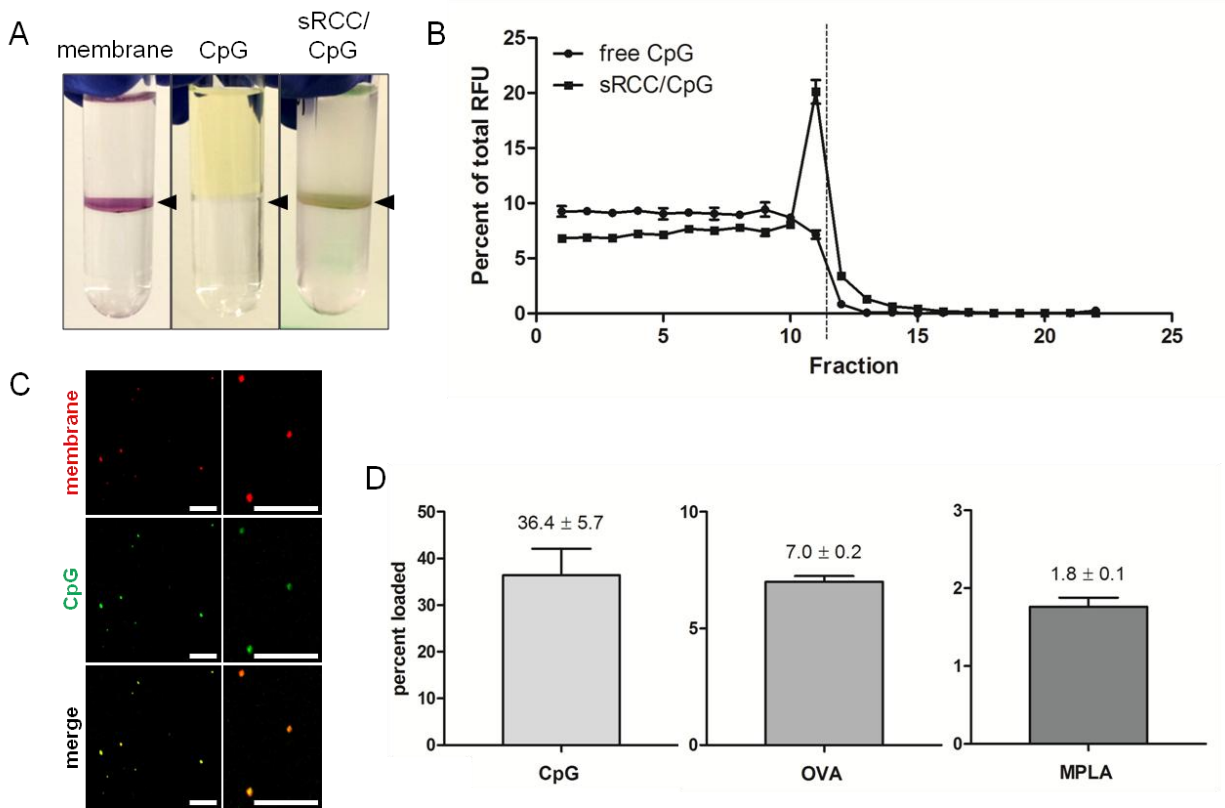 A
membrane
CpG
sRCC/
CpG
B
25
20
15
10
5
0
Percent of total RFU
free CpG
sRCC/CpG
0
5
10
15
20
25
Fraction
C
membrane
CpG
merge
D
percent loaded
50
40
30
20
10
0
36.4 ± 5.7
CpG
10
5
0
7.0 ± 0.2
OVA
3
2
1
0
1.8 ± 0.1
MPLA